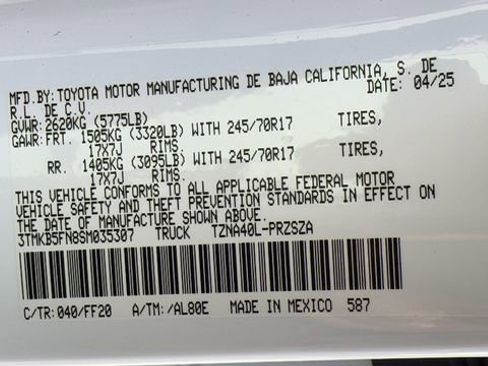 MFD.BY:TOYOTA MOTOR MANUFACTURING DE BAJA CALIFORNIA, S. DE
R.L. DE C.V. DATE: 04/25
GVWR:2620KG (5775LB)
GAWR:FRT. 1505KG (3320LB) WITH 245/70R17 TIRES,
17X7J RIMS,
RR. 1405KG (3095LB) WITH 245/70R17 TIRES,
17X7J RIMS.
THIS VEHICLE CONFORMS TO ALL APPLICABLE FEDERAL MOTOR
VEHICLE SAFETY AND THEFT PREVENTION STANDARDS IN EFFECT ON
THE DATE OF MANUFACTURE SHOWN ABOVE.
3TMKB5FN8SM035307 TRUCK TZNA40L-PRZSZA
C/TR:040/FF20 A/TM:/AL80E MADE IN MEXICO 587